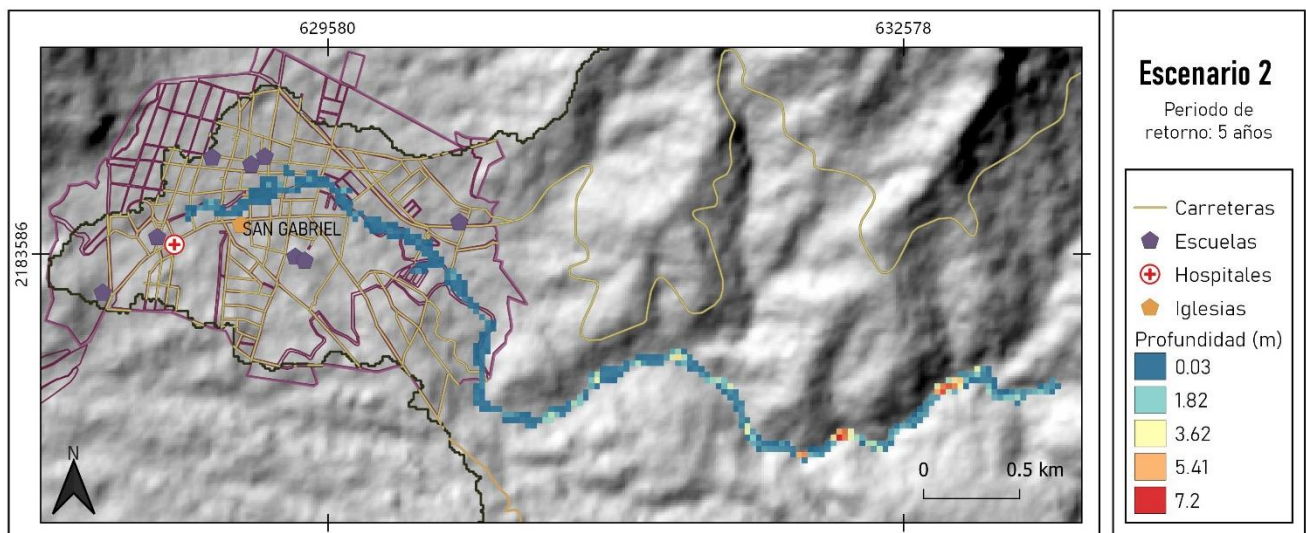 629580
632578
2183586
SAN GABRIEL
N
0
0.5 km
Escenario 2
Periodo de
retorno: 5 años
Carreteras
Escuelas
Hospitales
Iglesias
Profundidad (m)
0.03
1.82
3.62
5.41
7.2